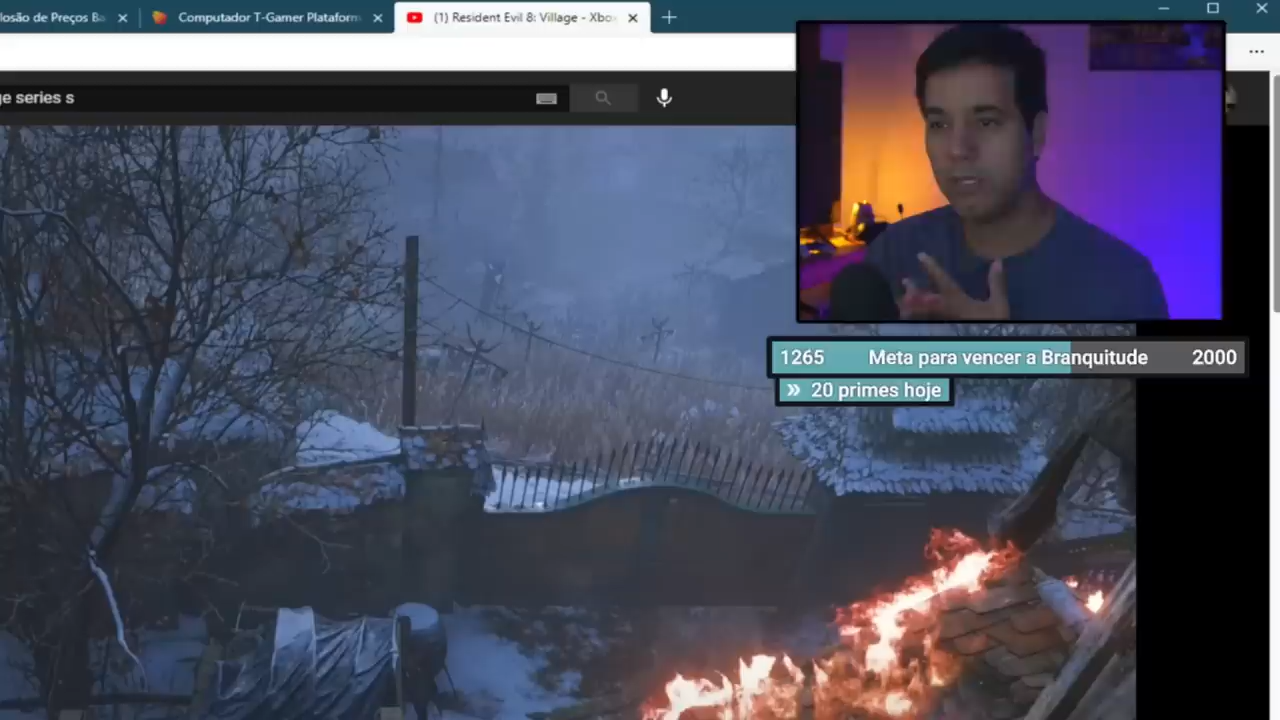 losão de Preços Ba
Computador T-Gamer Plataform
(1) Resident Evil 8: Village - Xbo
ge series s
1265 Meta para vencer a Branquitude 2000
» 20 primes hoje